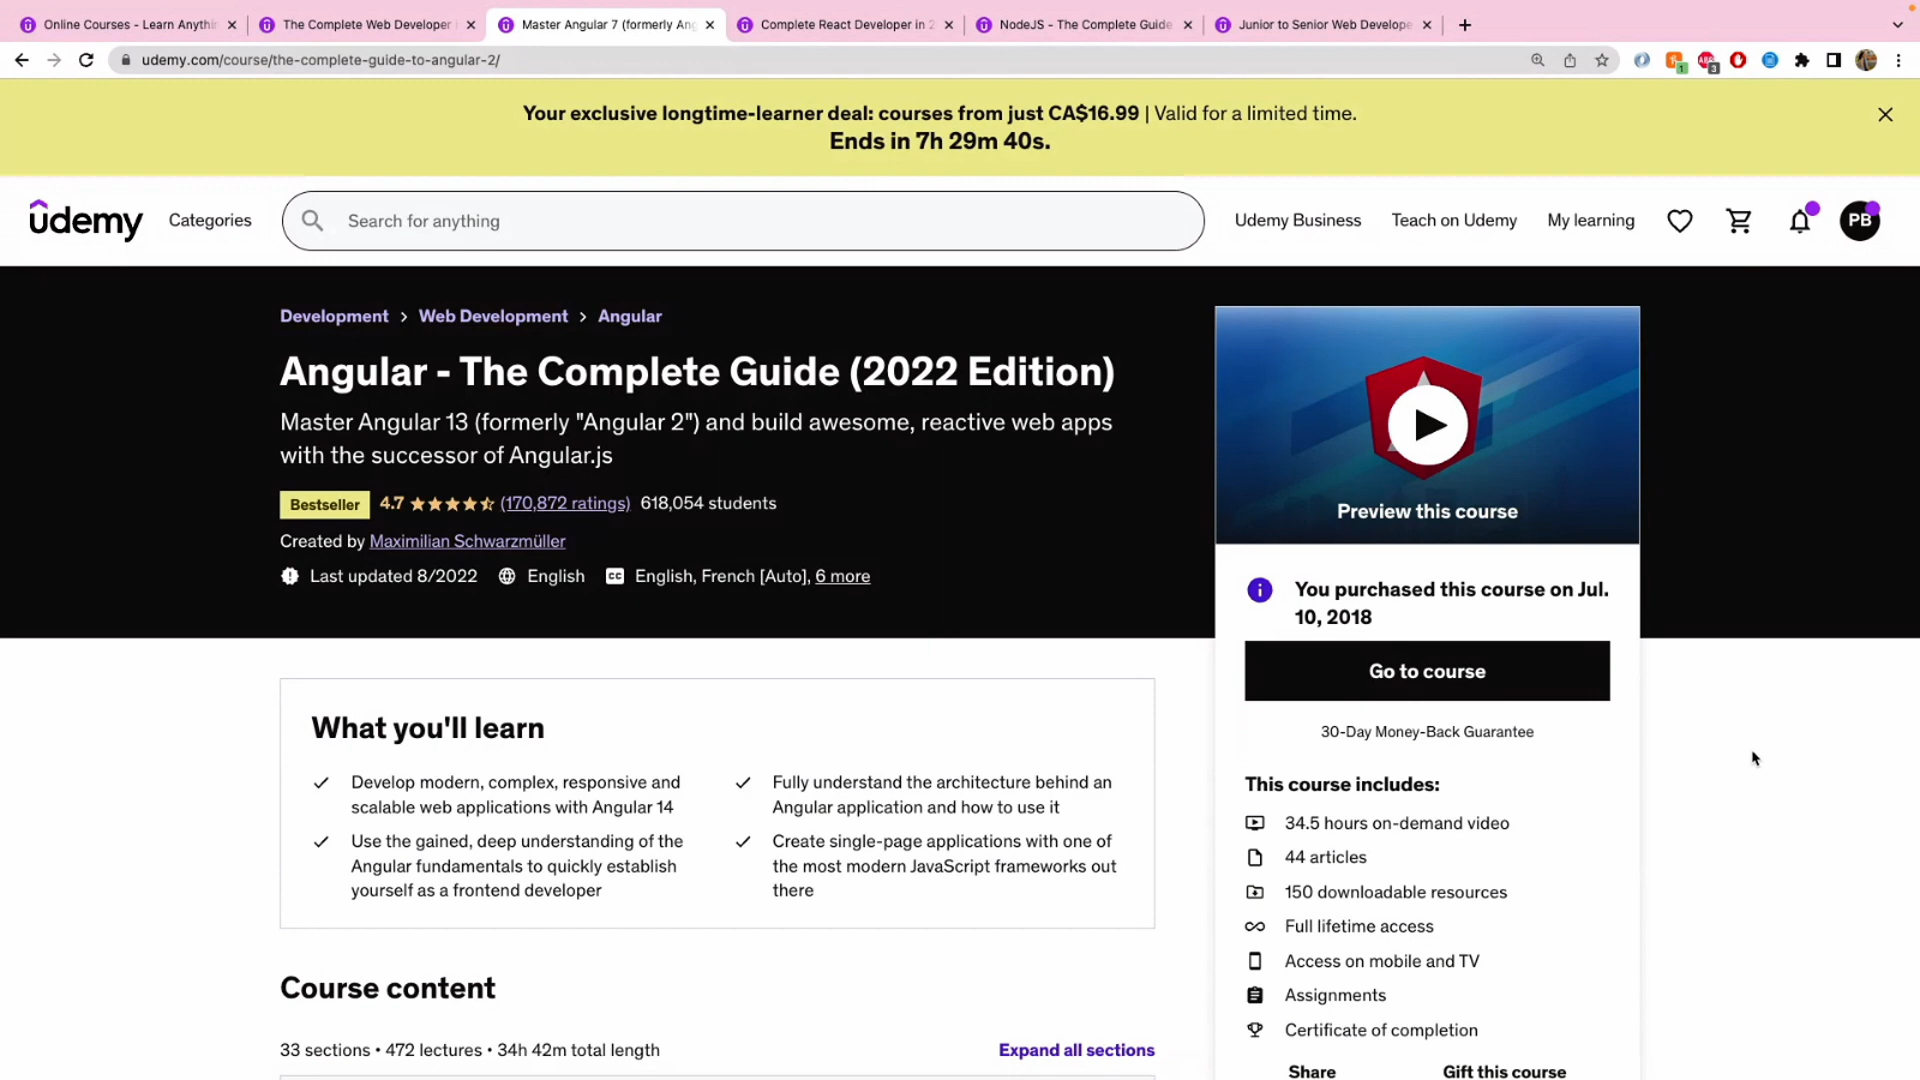 Online Courses - Learn Anythin
The Complete Web Developer
Master Angular 7 (formerly Ang
Complete React Developer in 2
NodeJS - The Complete Guide
Junior to Senior Web Develope
udemy.com/course/the-complete-guide-to-angular-2/
1
3
Your exclusive longtime-learner deal: courses from just CA$16.99 | Valid for a limited time.
Ends in 7h 29m 40s.
udemy
Categories
Search for anything
Udemy Business
Teach on Udemy
My learning
PB
Development > Web Development > Angular
Angular - The Complete Guide (2022 Edition)
Master Angular 13 (formerly "Angular 2") and build awesome, reactive web apps
with the successor of Angular.js
Bestseller 4.7 (170,872 ratings) 618,054 students
Created by Maximilian Schwarzmüller
Last updated 8/2022 English CC English, French [Auto], 6 more
Preview this course
You purchased this course on Jul.
10, 2018
Go to course
30-Day Money-Back Guarantee
This course includes:
34.5 hours on-demand video
44 articles
150 downloadable resources
Full lifetime access
Access on mobile and TV
Assignments
Certificate of completion
Share
Gift this course
What you'll learn
Develop modern, complex, responsive and
scalable web applications with Angular 14
Use the gained, deep understanding of the
Angular fundamentals to quickly establish
yourself as a frontend developer
Fully understand the architecture behind an
Angular application and how to use it
Create single-page applications with one of
the most modern JavaScript frameworks out
there
Course content
33 sections • 472 lectures • 34h 42m total length
Expand all sections